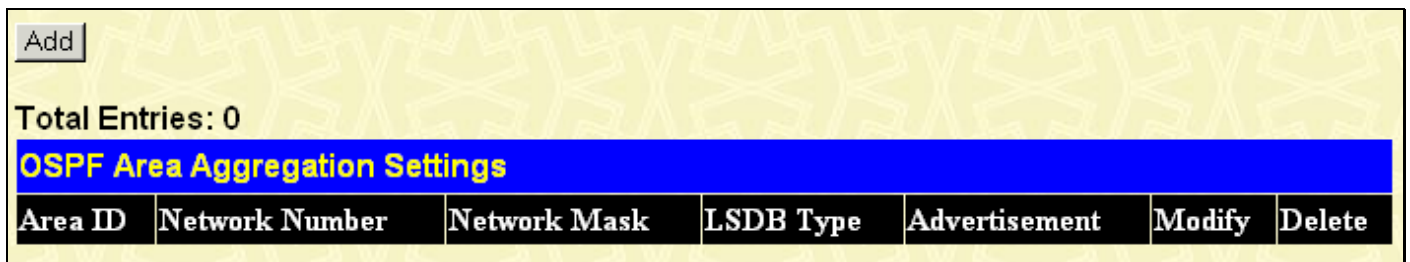 Add
Total Entries: 0
OSPF Area Aggregation Settings
Area ID Network Number Network Mask LSDB Type Advertisement Modify Delete